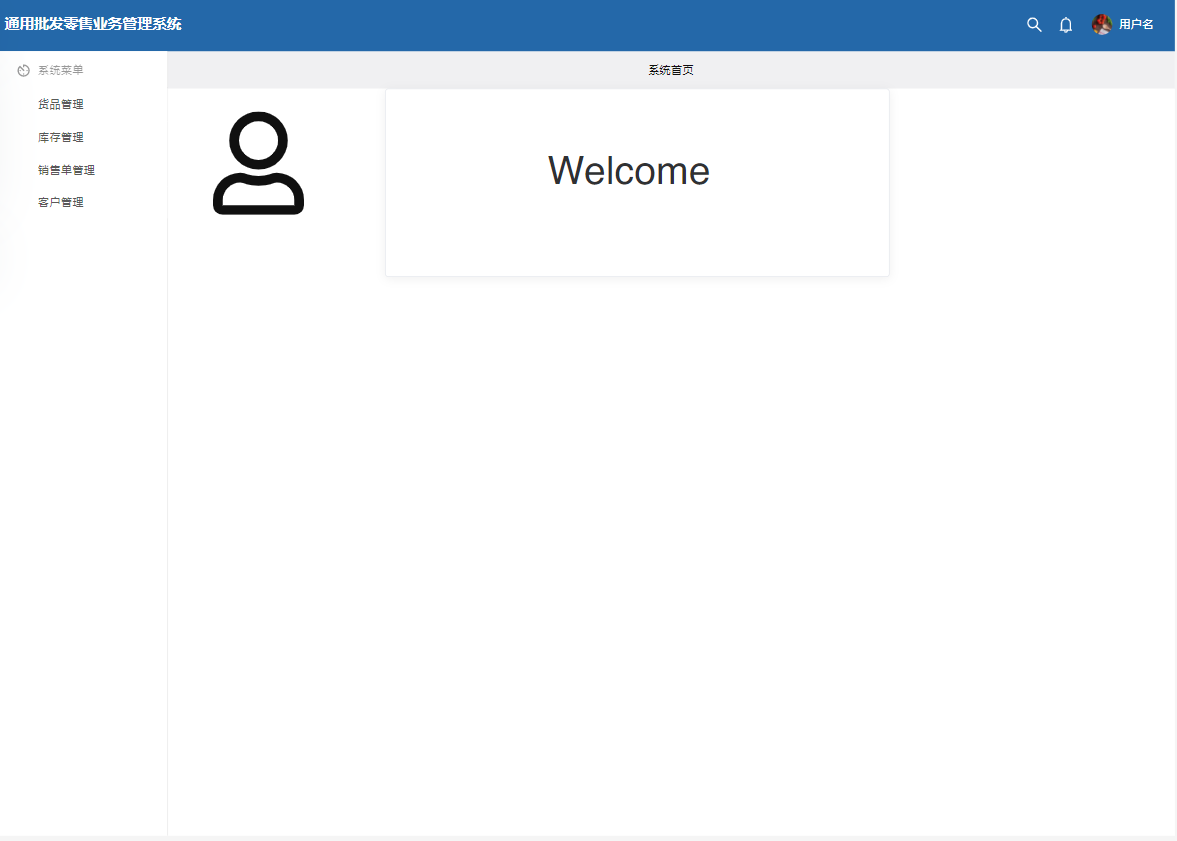 通用批发零售业务管理系统
用户名
系统菜单
系统首页
货品管理
库存管理
销售单管理
客户管理
Welcome